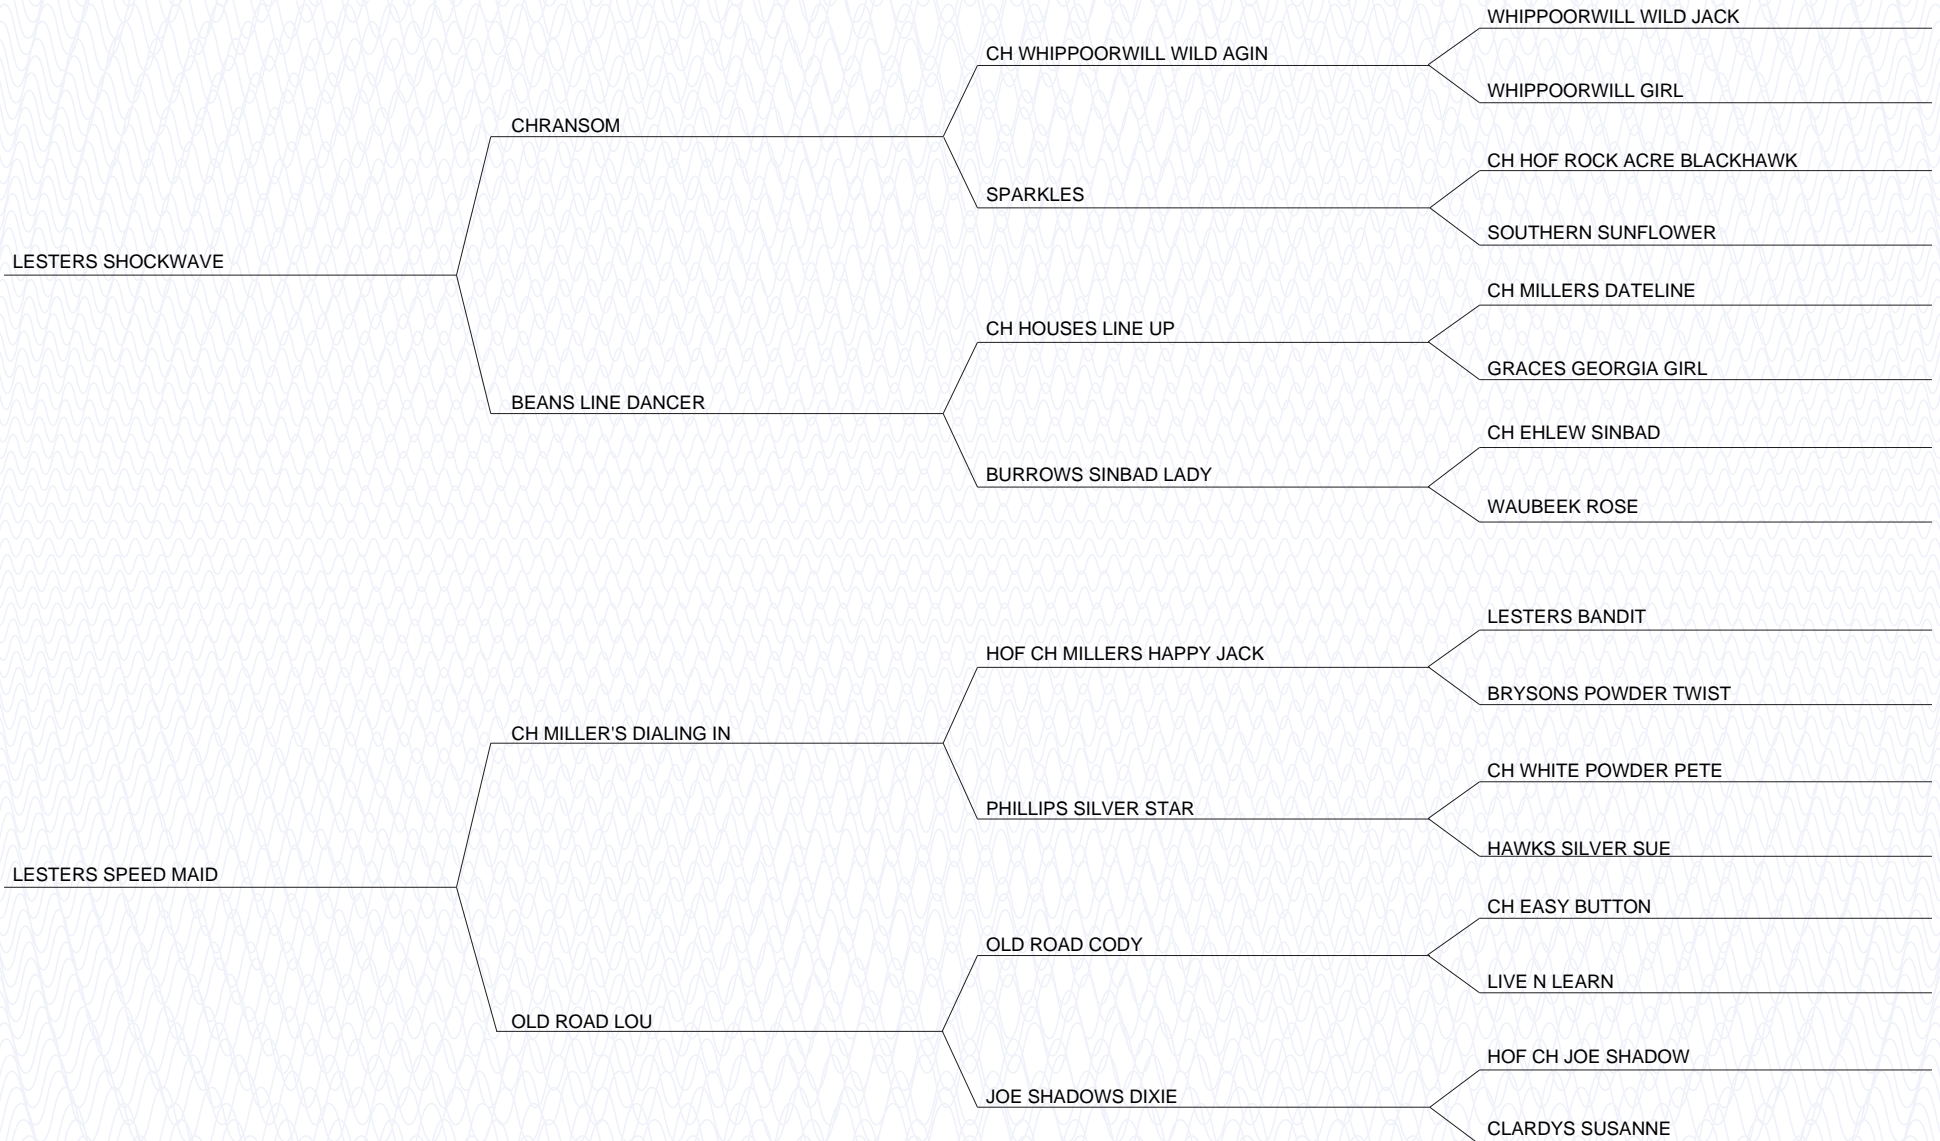 WHIPPOORWILL WILD JACK
CH WHIPPOORWILL WILD AGIN
WHIPPOORWILL GIRL
CHRANSOM
CH HOF ROCK ACRE BLACKHAWK
SPARKLES
SOUTHERN SUNFLOWER
LESTERS SHOCKWAVE
CH MILLERS DATELINE
CH HOUSES LINE UP
GRACES GEORGIA GIRL
BEANS LINE DANCER
CH EHLEW SINBAD
BURROWS SINBAD LADY
WAUBEEK ROSE
LESTERS BANDIT
HOF CH MILLERS HAPPY JACK
BRYSONS POWDER TWIST
CH MILLER'S DIALING IN
CH WHITE POWDER PETE
PHILLIPS SILVER STAR
HAWKS SILVER SUE
LESTERS SPEED MAID
CH EASY BUTTON
OLD ROAD CODY
LIVE N LEARN
OLD ROAD LOU
HOF CH JOE SHADOW
JOE SHADOWS DIXIE
CLARDYS SUSANNE